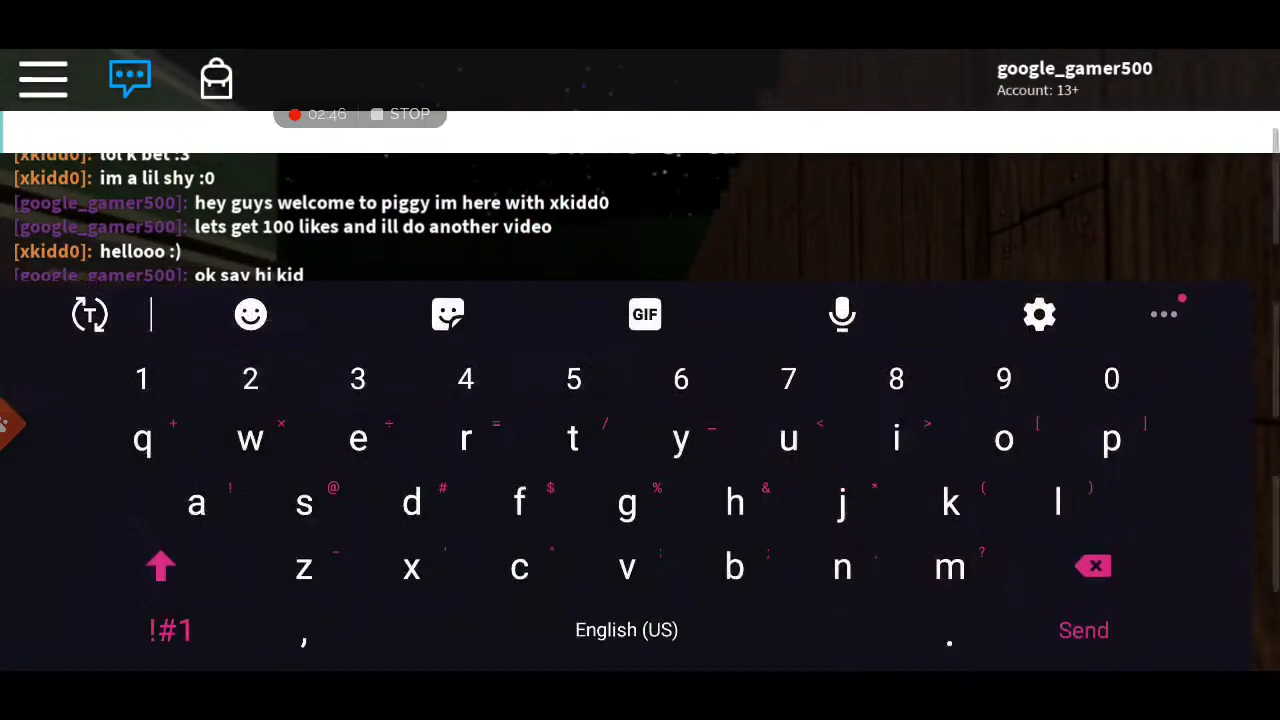 google_gamer500
Account: 13+
02:46 STOP
[xkidd0]: lol k bet :3
[xkidd0]: im a lil shy :0
[google_gamer500]: hey guys welcome to piggy im here with xkidd0
[google_gamer500]: lets get 100 likes and ill do another video
[xkidd0]: hellooo :)
[google_gamer500]: ok say hi kid
T GIF
1 2 3 4 5 6 7 8 9 0
q + w × e ÷ r = t / y _ u < i > o [ p ]
a ! s @ d # f $ g % h & j * k ( l )
z - x ' c " v : b ; n , m ?
!#1 , English (US) . Send